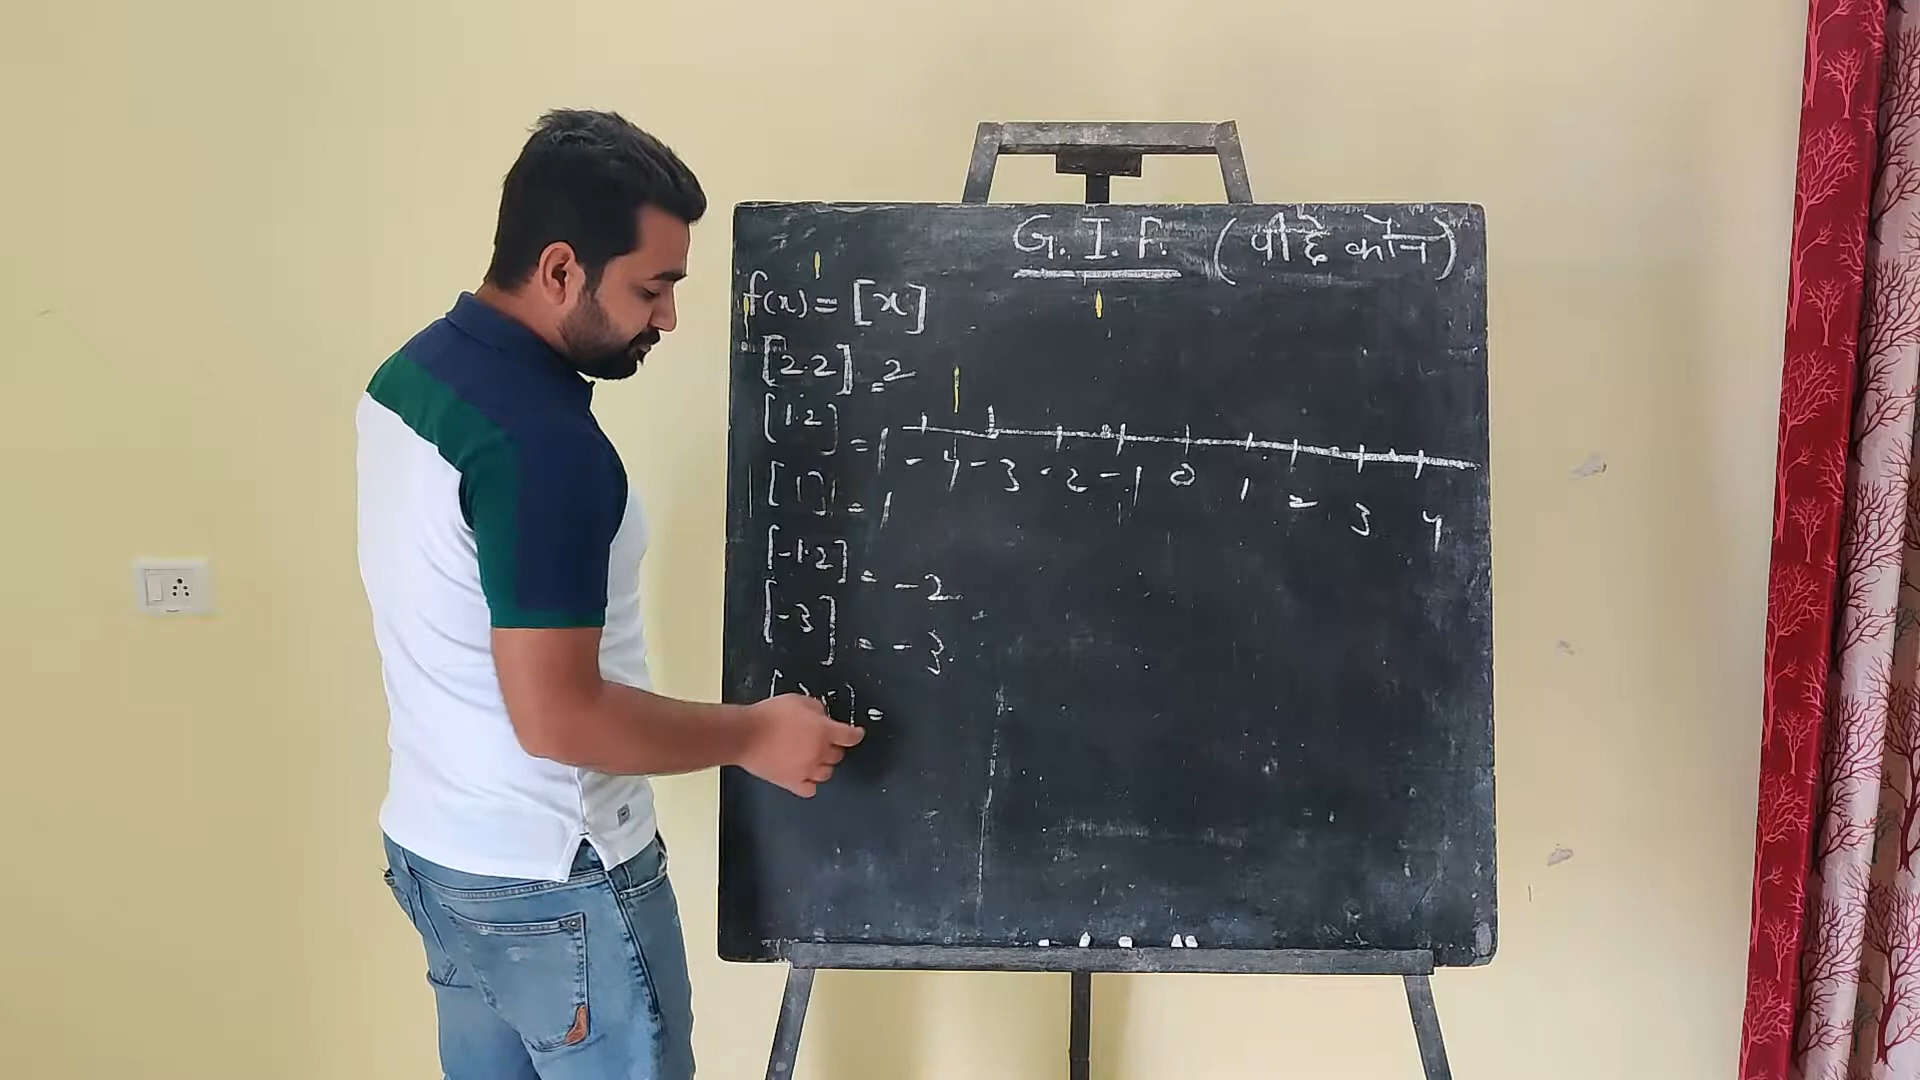 G. I. F. (पीछे कौन)
f(x) = [x]
[2.2] = 2
[1.2] = 1
[1] = 1
[-1.2] = -2
[-3] = -3
] =
-4 -3 -2 -1 0 1 2 3 4